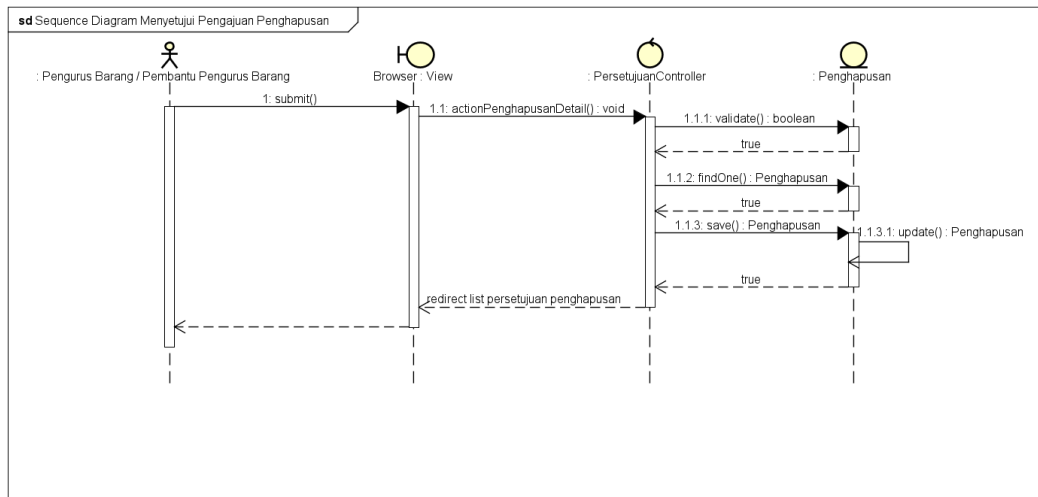 sd Sequence Diagram Menyetujui Pengajuan Penghapusan
: Pengurus Barang / Pembantu Pengurus Barang
Browser : View
: PersetujuanController
: Penghapusan
1: submit()
1.1: actionPenghapusanDetail() : void
1.1.1: validate() : boolean
true
1.1.2: findOne() : Penghapusan
true
1.1.3: save() : Penghapusan
1.1.3.1: update() : Penghapusan
true
redirect list persetujuan penghapusan